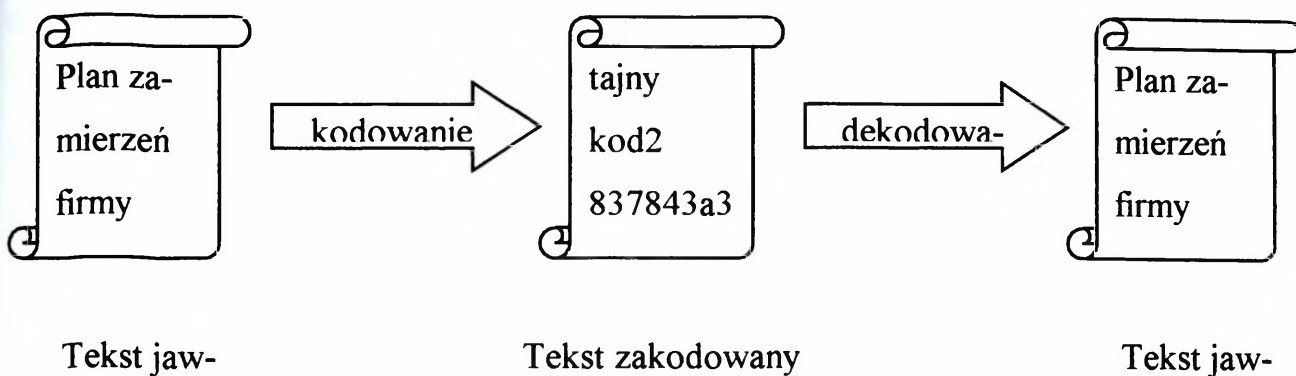 Plan za-
mierzeń
firmy
kodowanie
tajny
kod2
837843a3
dekodowa-
Plan za-
mierzeń
firmy
Tekst jaw-
Tekst zakodowany
Tekst jaw-